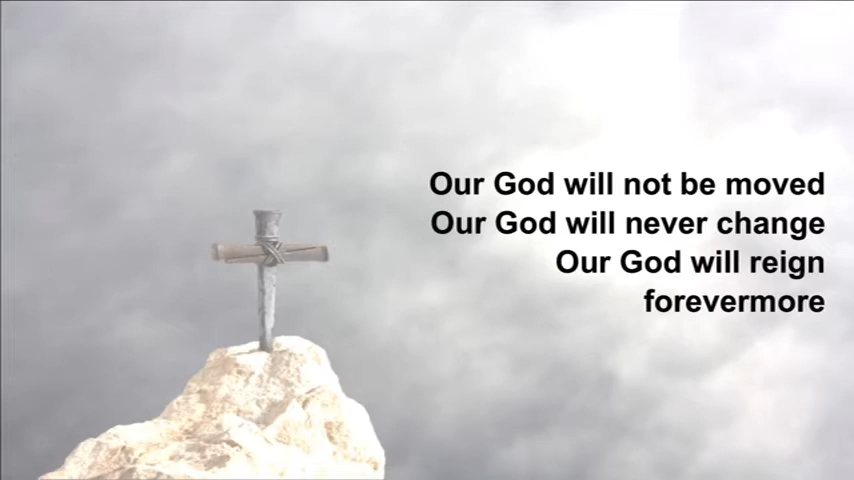 Our God will not be moved
Our God will never change
Our God will reign
forevermore